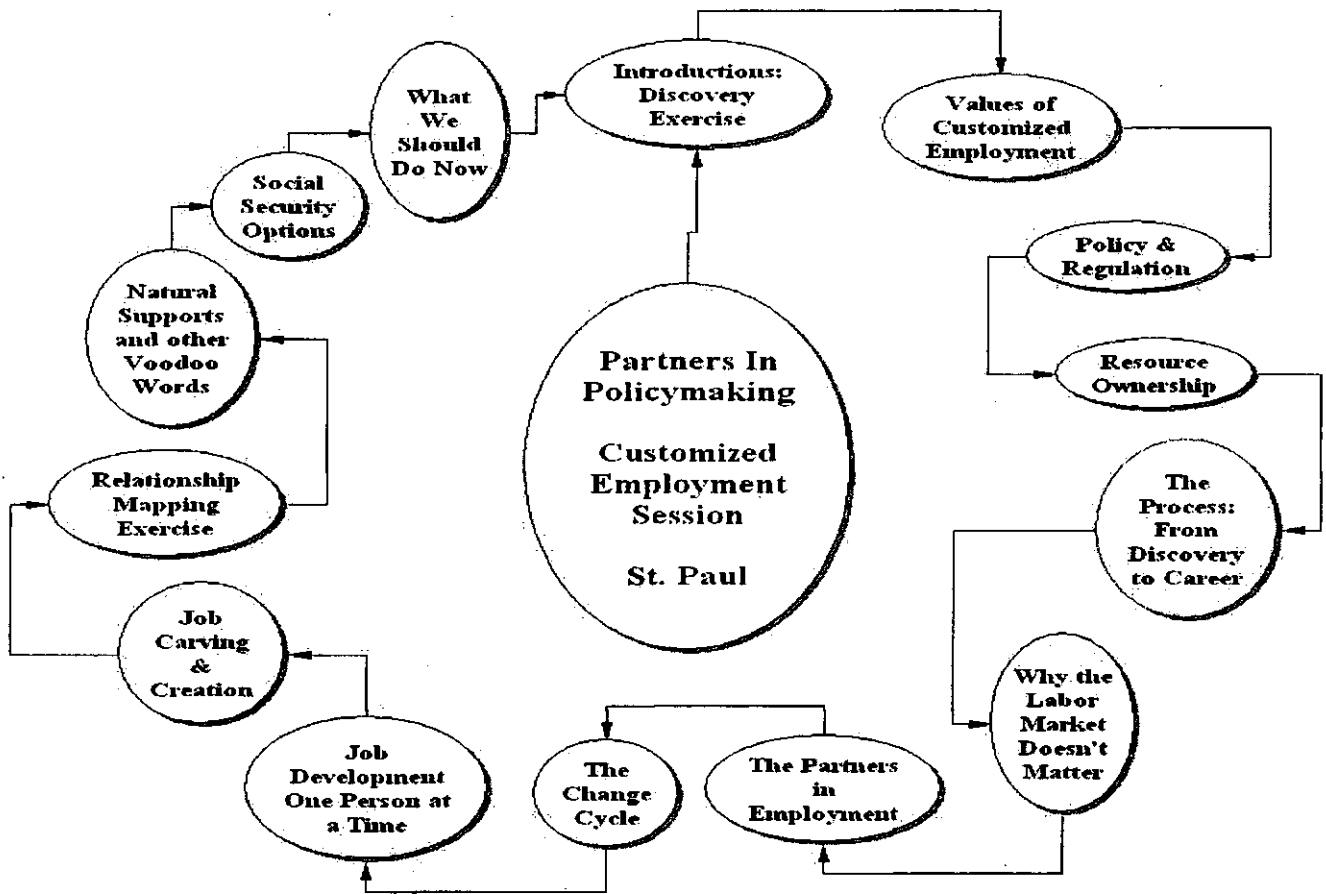 Introductions:
Discovery
Exercise
Values of
Customized
Employment
Policy &
Regulation
Resource
Ownership
The
Process:
From
Discovery
to Career
Why the
Labor
Market
Doesn't
Matter
The Partners
in
Employment
The
Change
Cycle
Job
Development
One Person at
a Time
Job
Carving
&
Creation
Relationship
Mapping
Exercise
Natural
Supports
and other
Voodoo
Words
Social
Security
Options
What
We
Should
Do Now
Partners In
Policymaking
Customized
Employment
Session
St. Paul